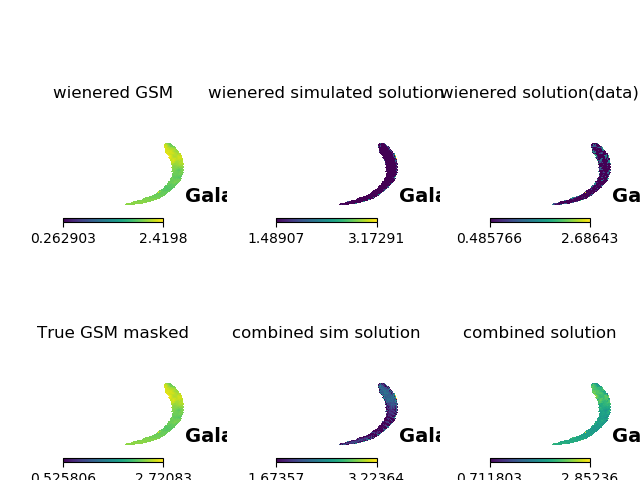 wienered GSM
wienered simulated solution
wienered solution(data)
Gala
Gala
Ga
0.262903 2.4198
1.48907 3.17291
0.485766 2.68643
True GSM masked
combined sim solution
combined solution
Gala
Gala
Ga
0.525806 2.72083
1.67357 3.22364
0.711803 2.85236